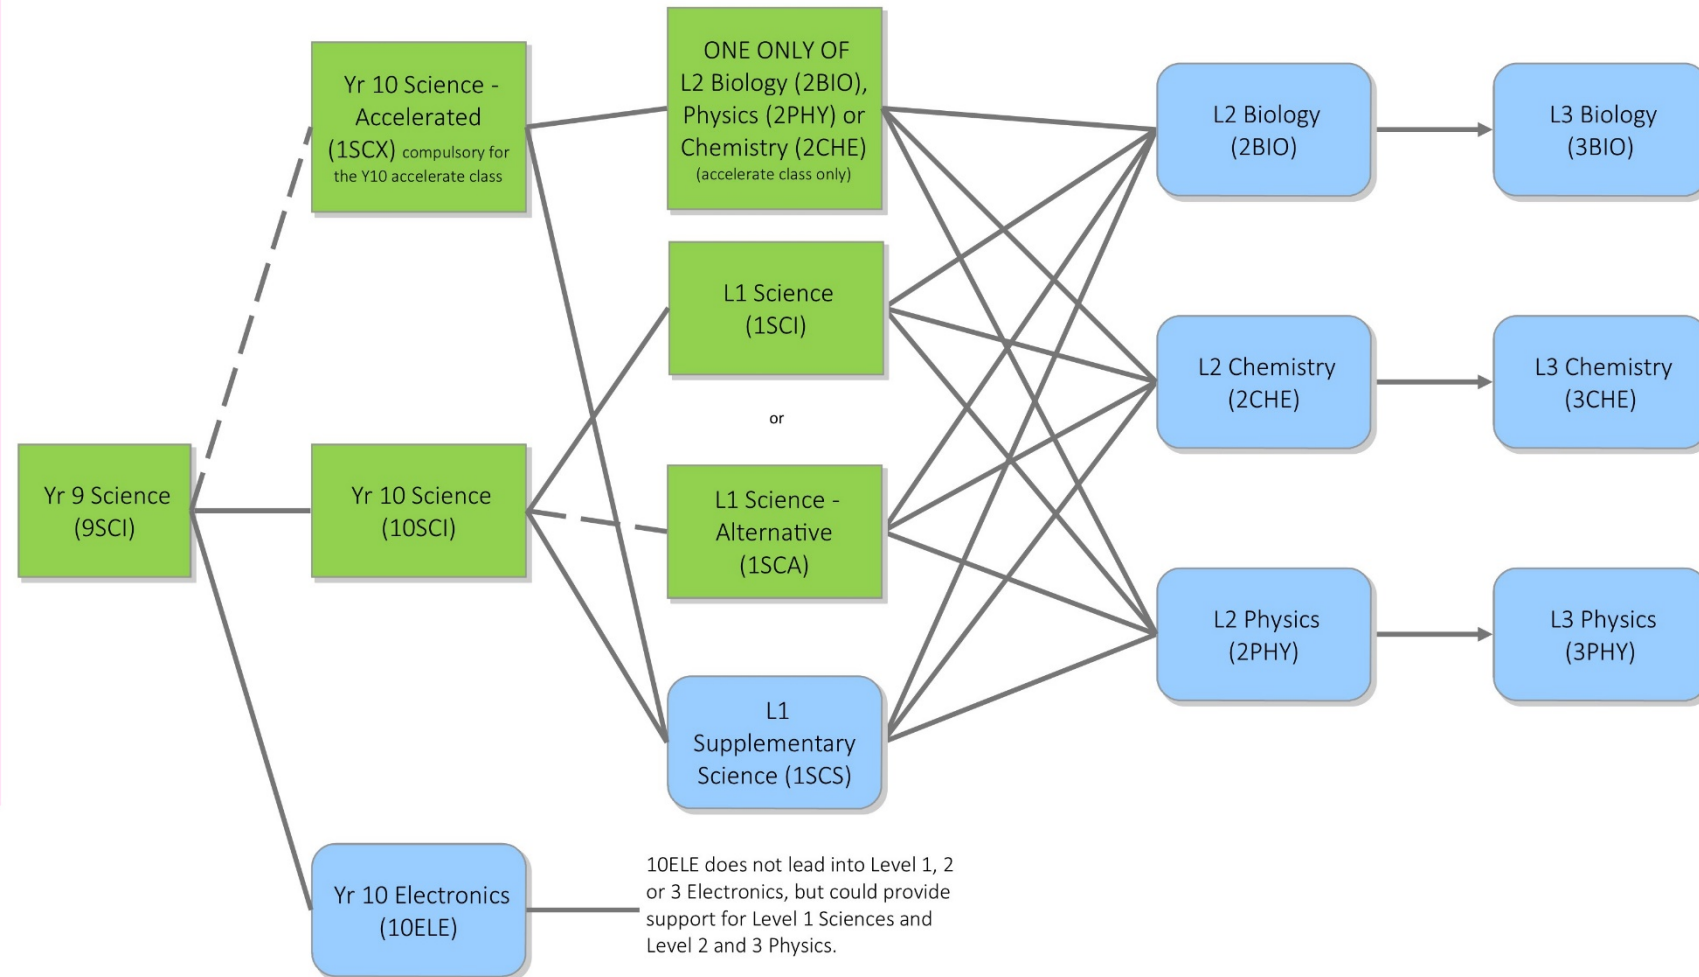 Yr 9 Science
(9SCI)
Yr 10 Science -
Accelerated
(1SCX) compulsory for
the Y10 accelerate class
Yr 10 Science
(10SCI)
Yr 10 Electronics
(10ELE)
ONE ONLY OF
L2 Biology (2BIO),
Physics (2PHY) or
Chemistry (2CHE)
(accelerate class only)
L1 Science
(1SCI)
or
L1 Science -
Alternative
(1SCA)
L1
Supplementary
Science (1SCS)
10ELE does not lead into Level 1, 2
or 3 Electronics, but could provide
support for Level 1 Sciences and
Level 2 and 3 Physics.
L2 Biology
(2BIO)
L2 Chemistry
(2CHE)
L2 Physics
(2PHY)
L3 Biology
(3BIO)
L3 Chemistry
(3CHE)
L3 Physics
(3PHY)